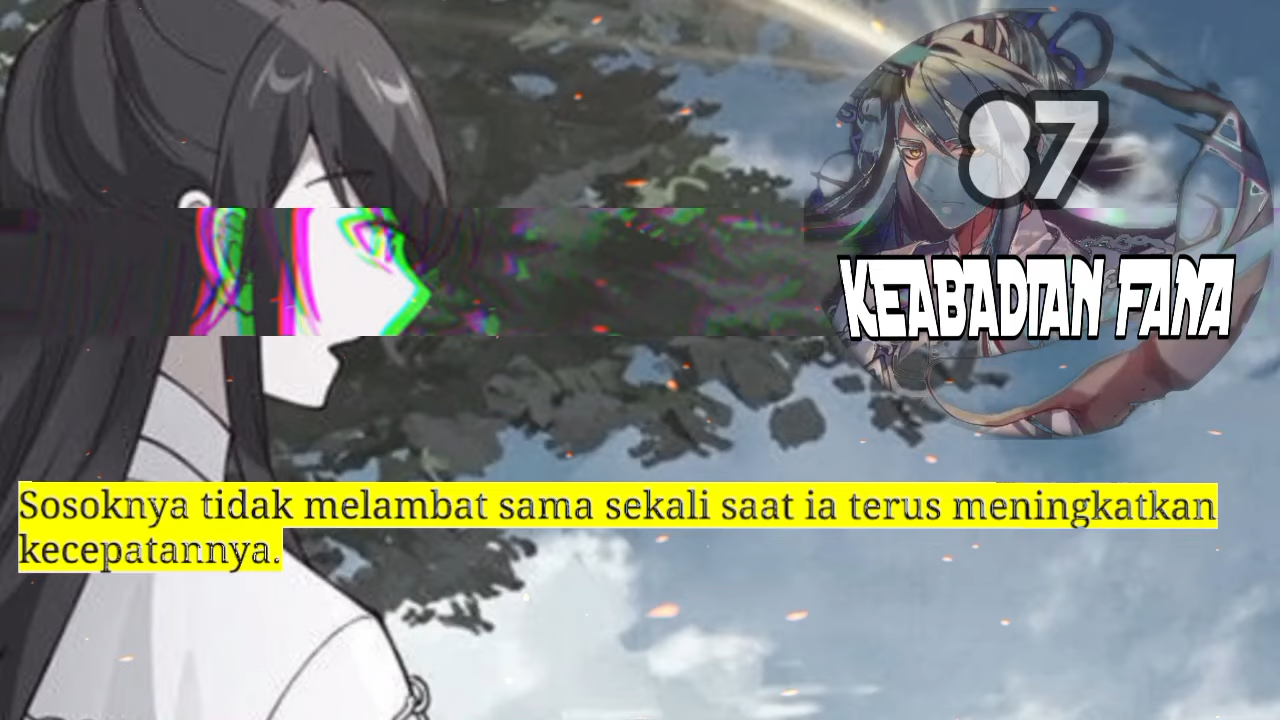 87
KEABADIAN FANA
Sosoknya tidak melambat sama sekali saat ia terus meningkatkan
kecepatannya.